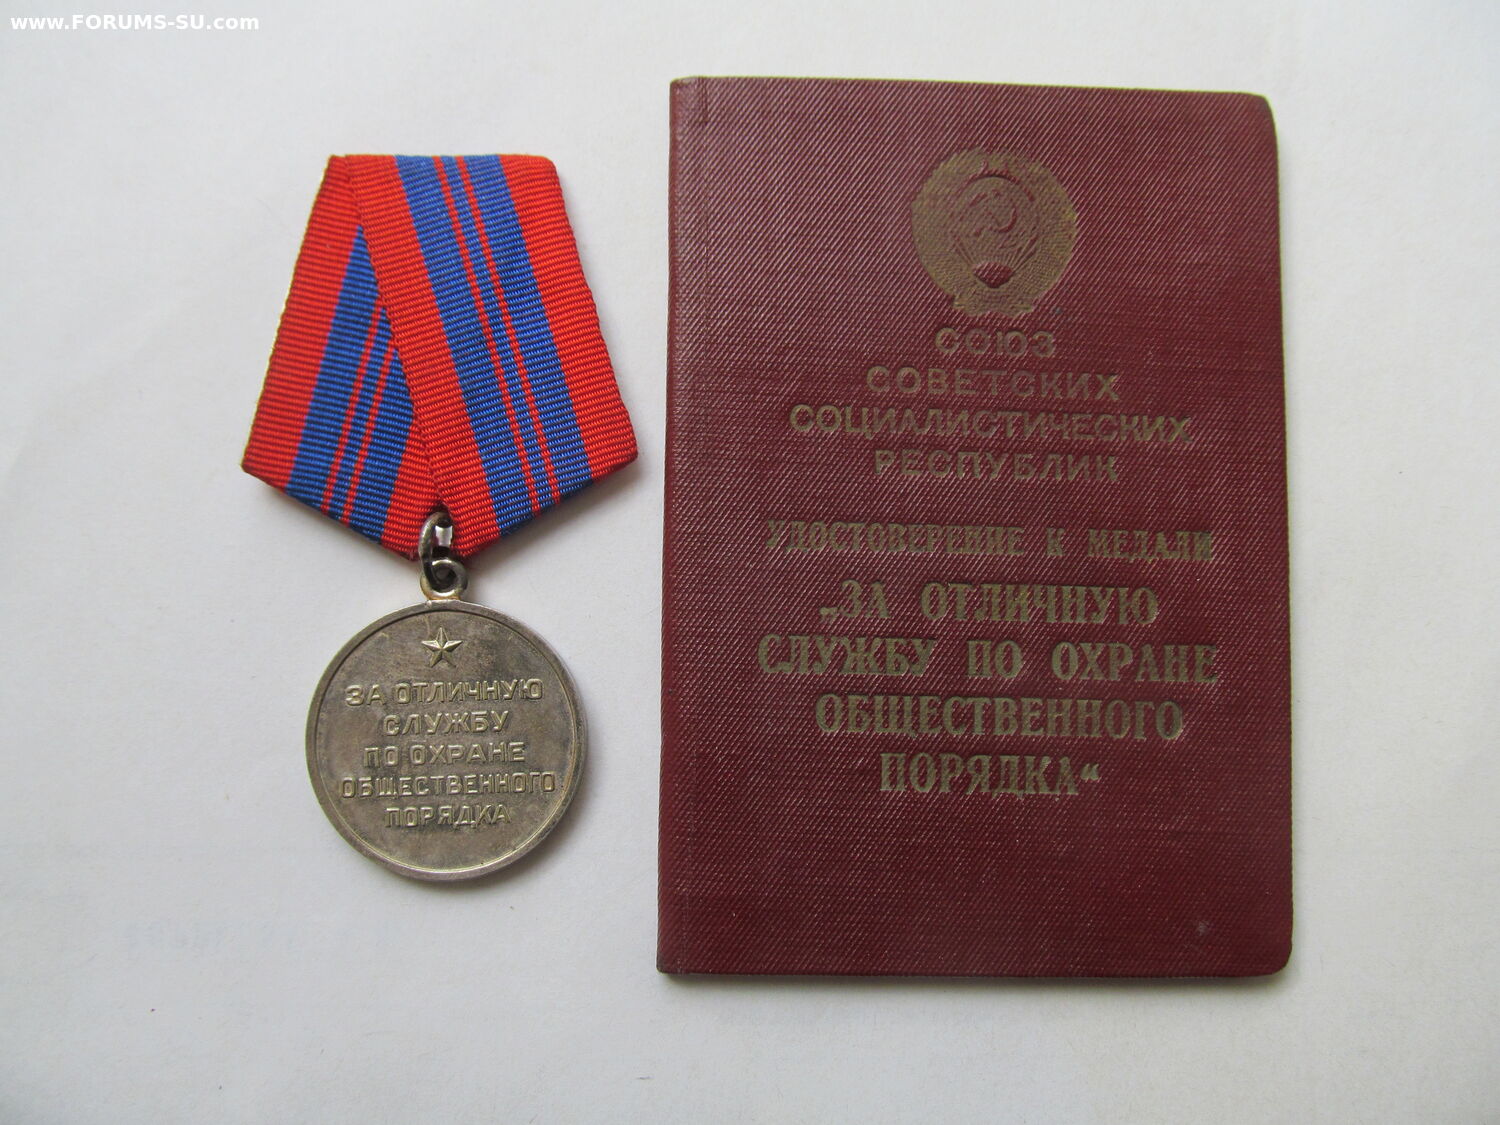 www.FORUMS-SU.com
ЗА ОТЛИЧНУЮ
СЛУЖБУ
ПО ОХРАНЕ
ОБЩЕСТВЕННОГО
ПОРЯДКА
СОЮЗ
СОВЕТСКИХ
СОЦИАЛИСТИЧЕСКИХ
РЕСПУБЛИК
УДОСТОВЕРЕНИЕ К МЕДАЛИ
„ЗА ОТЛИЧНУЮ
СЛУЖБУ ПО ОХРАНЕ
ОБЩЕСТВЕННОГО
ПОРЯДКА“